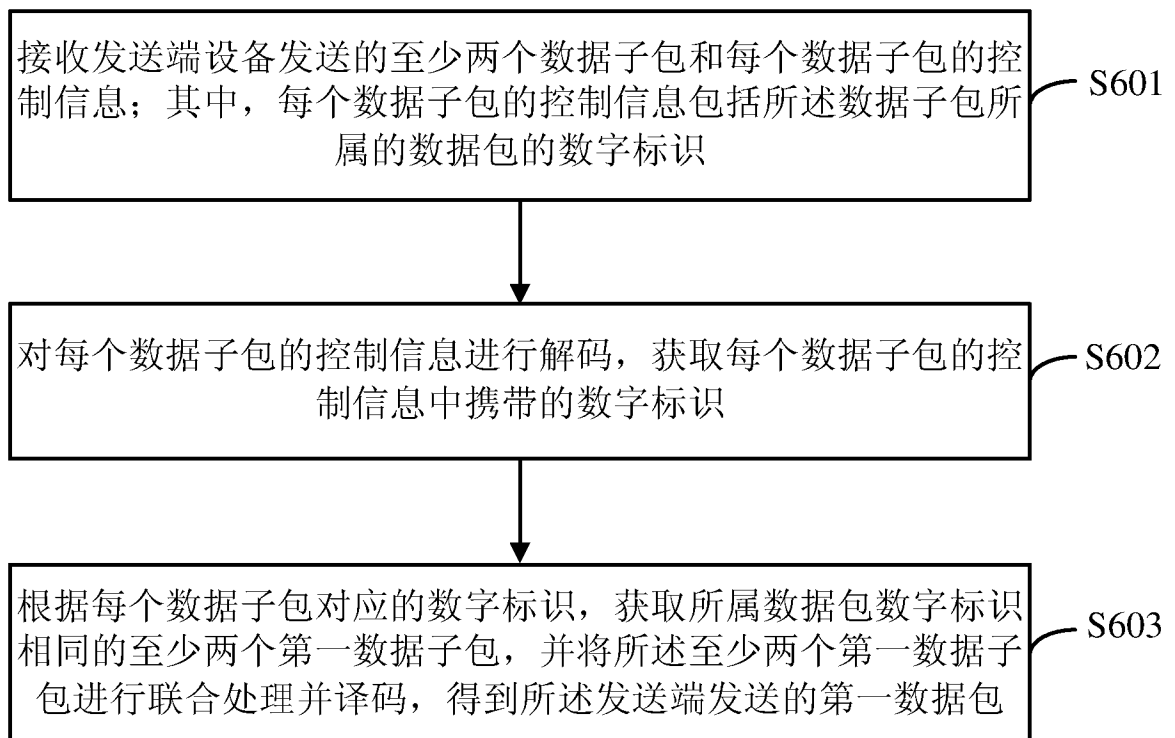 接收发送端设备发送的至少两个数据子包和每个数据子包的控
制信息；其中，每个数据子包的控制信息包括所述数据子包所
属的数据包的数字标识
S601
对每个数据子包的控制信息进行解码，获取每个数据子包的控
制信息中携带的数字标识
S602
根据每个数据子包对应的数字标识，获取所属数据包数字标识
相同的至少两个第一数据子包，并将所述至少两个第一数据子
包进行联合处理并译码，得到所述发送端发送的第一数据包
S603